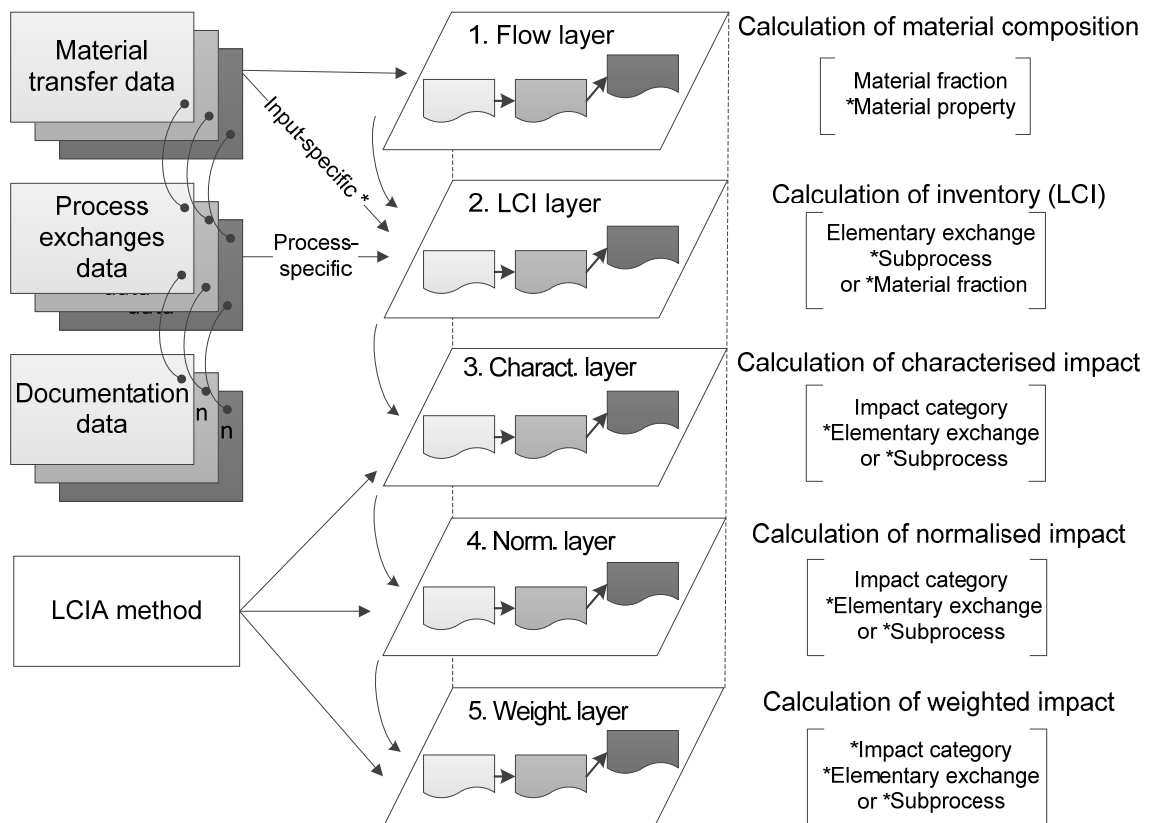 Material
transfer data
Process
exchanges
data
data
data
Documentation
data
n
n
LCIA method
Input-specific *
Process–
specific
1. Flow layer
2. LCI layer
3. Charact. layer
4. Norm. layer
5. Weight. layer
Calculation of material composition
Material fraction
*Material property
Calculation of inventory (LCI)
Elementary exchange
*Subprocess
or *Material fraction
Calculation of characterised impact
Impact category
*Elementary exchange
or *Subprocess
Calculation of normalised impact
Impact category
*Elementary exchange
or *Subprocess
Calculation of weighted impact
*Impact category
*Elementary exchange
or *Subprocess